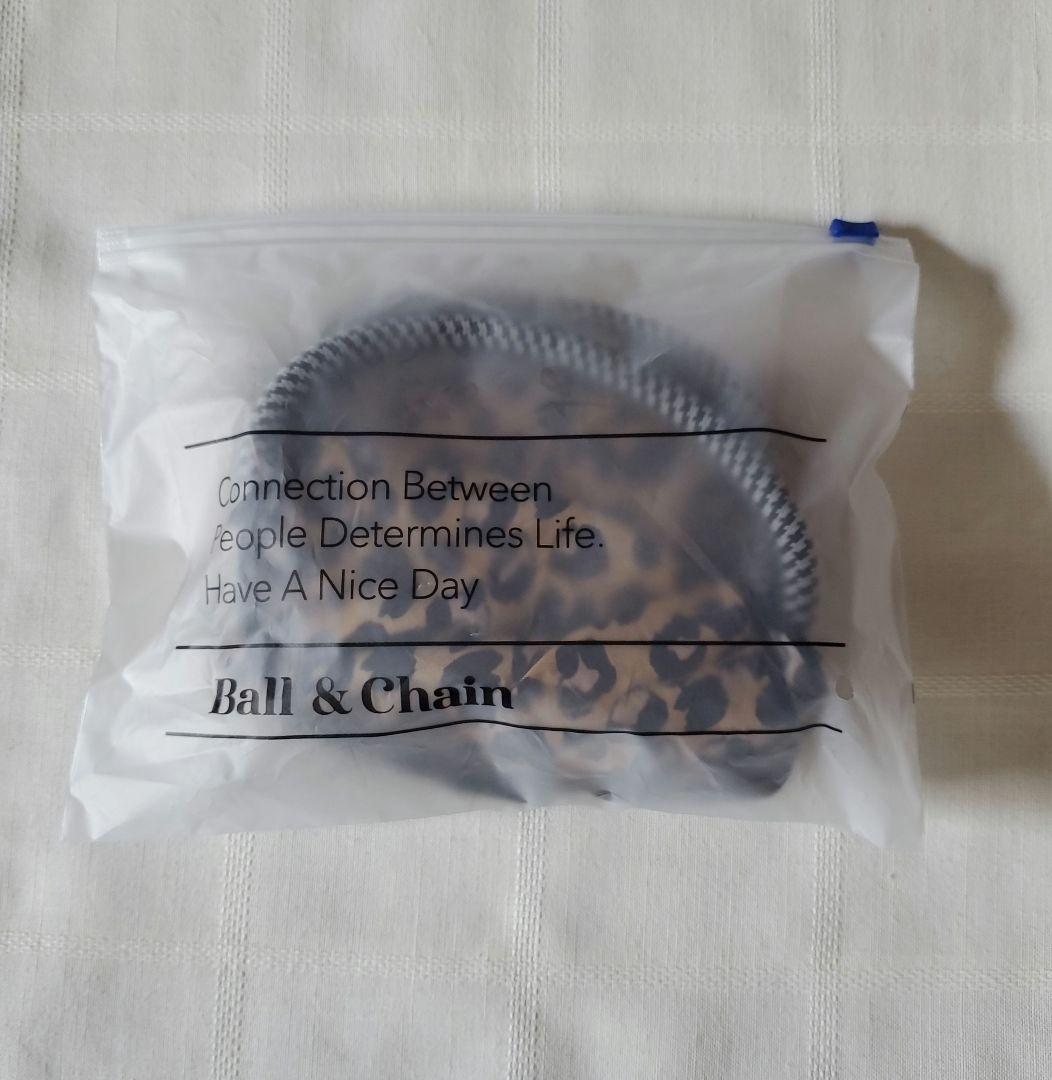 Connection Between
People Determines Life.
Have A Nice Day
Ball & Chain